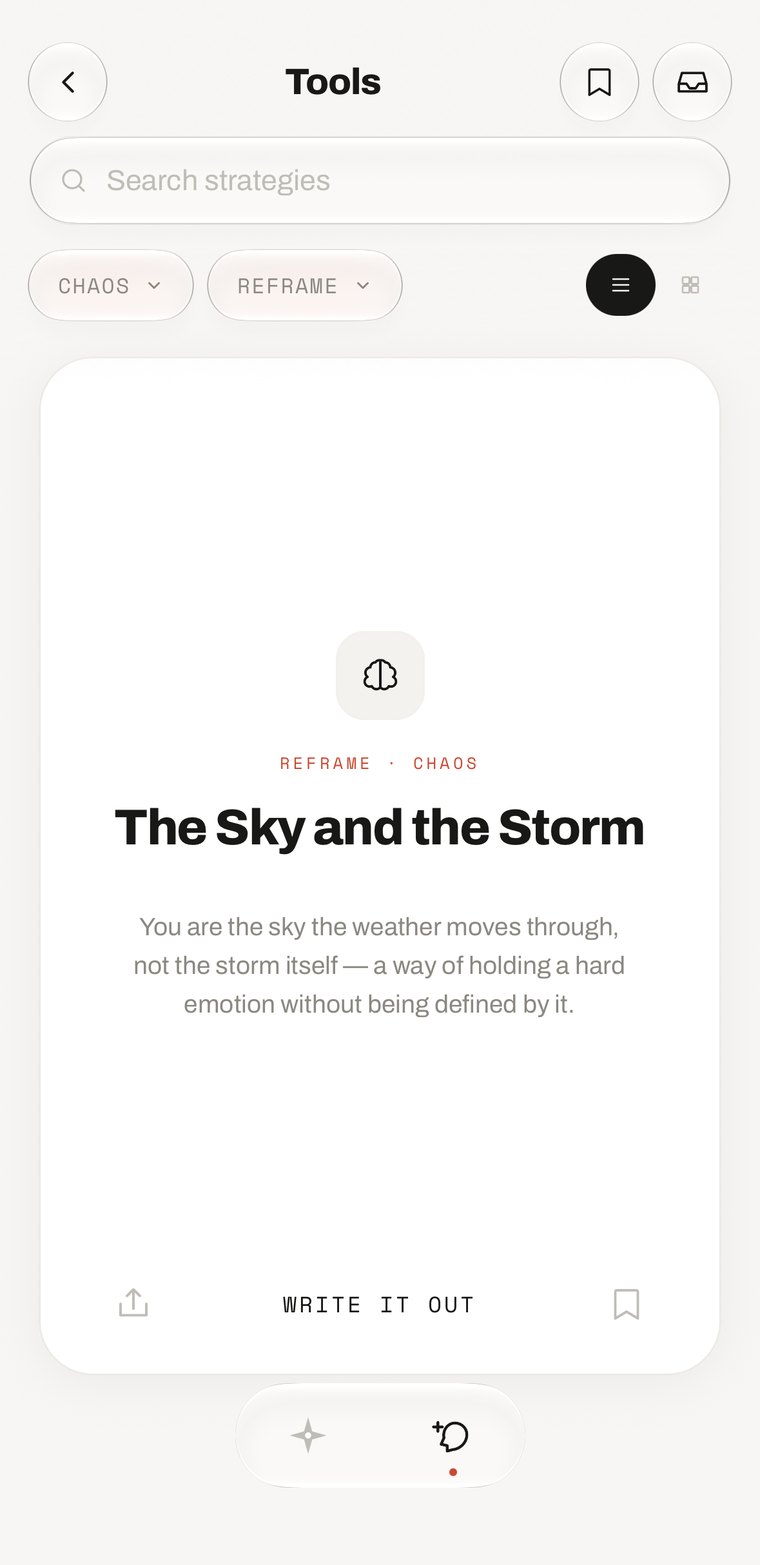 Tools
Search strategies
CHAOS
REFRAME
REFRAME · CHAOS
The Sky and the Storm
You are the sky the weather moves through,
not the storm itself — a way of holding a hard
emotion without being defined by it.
WRITE IT OUT